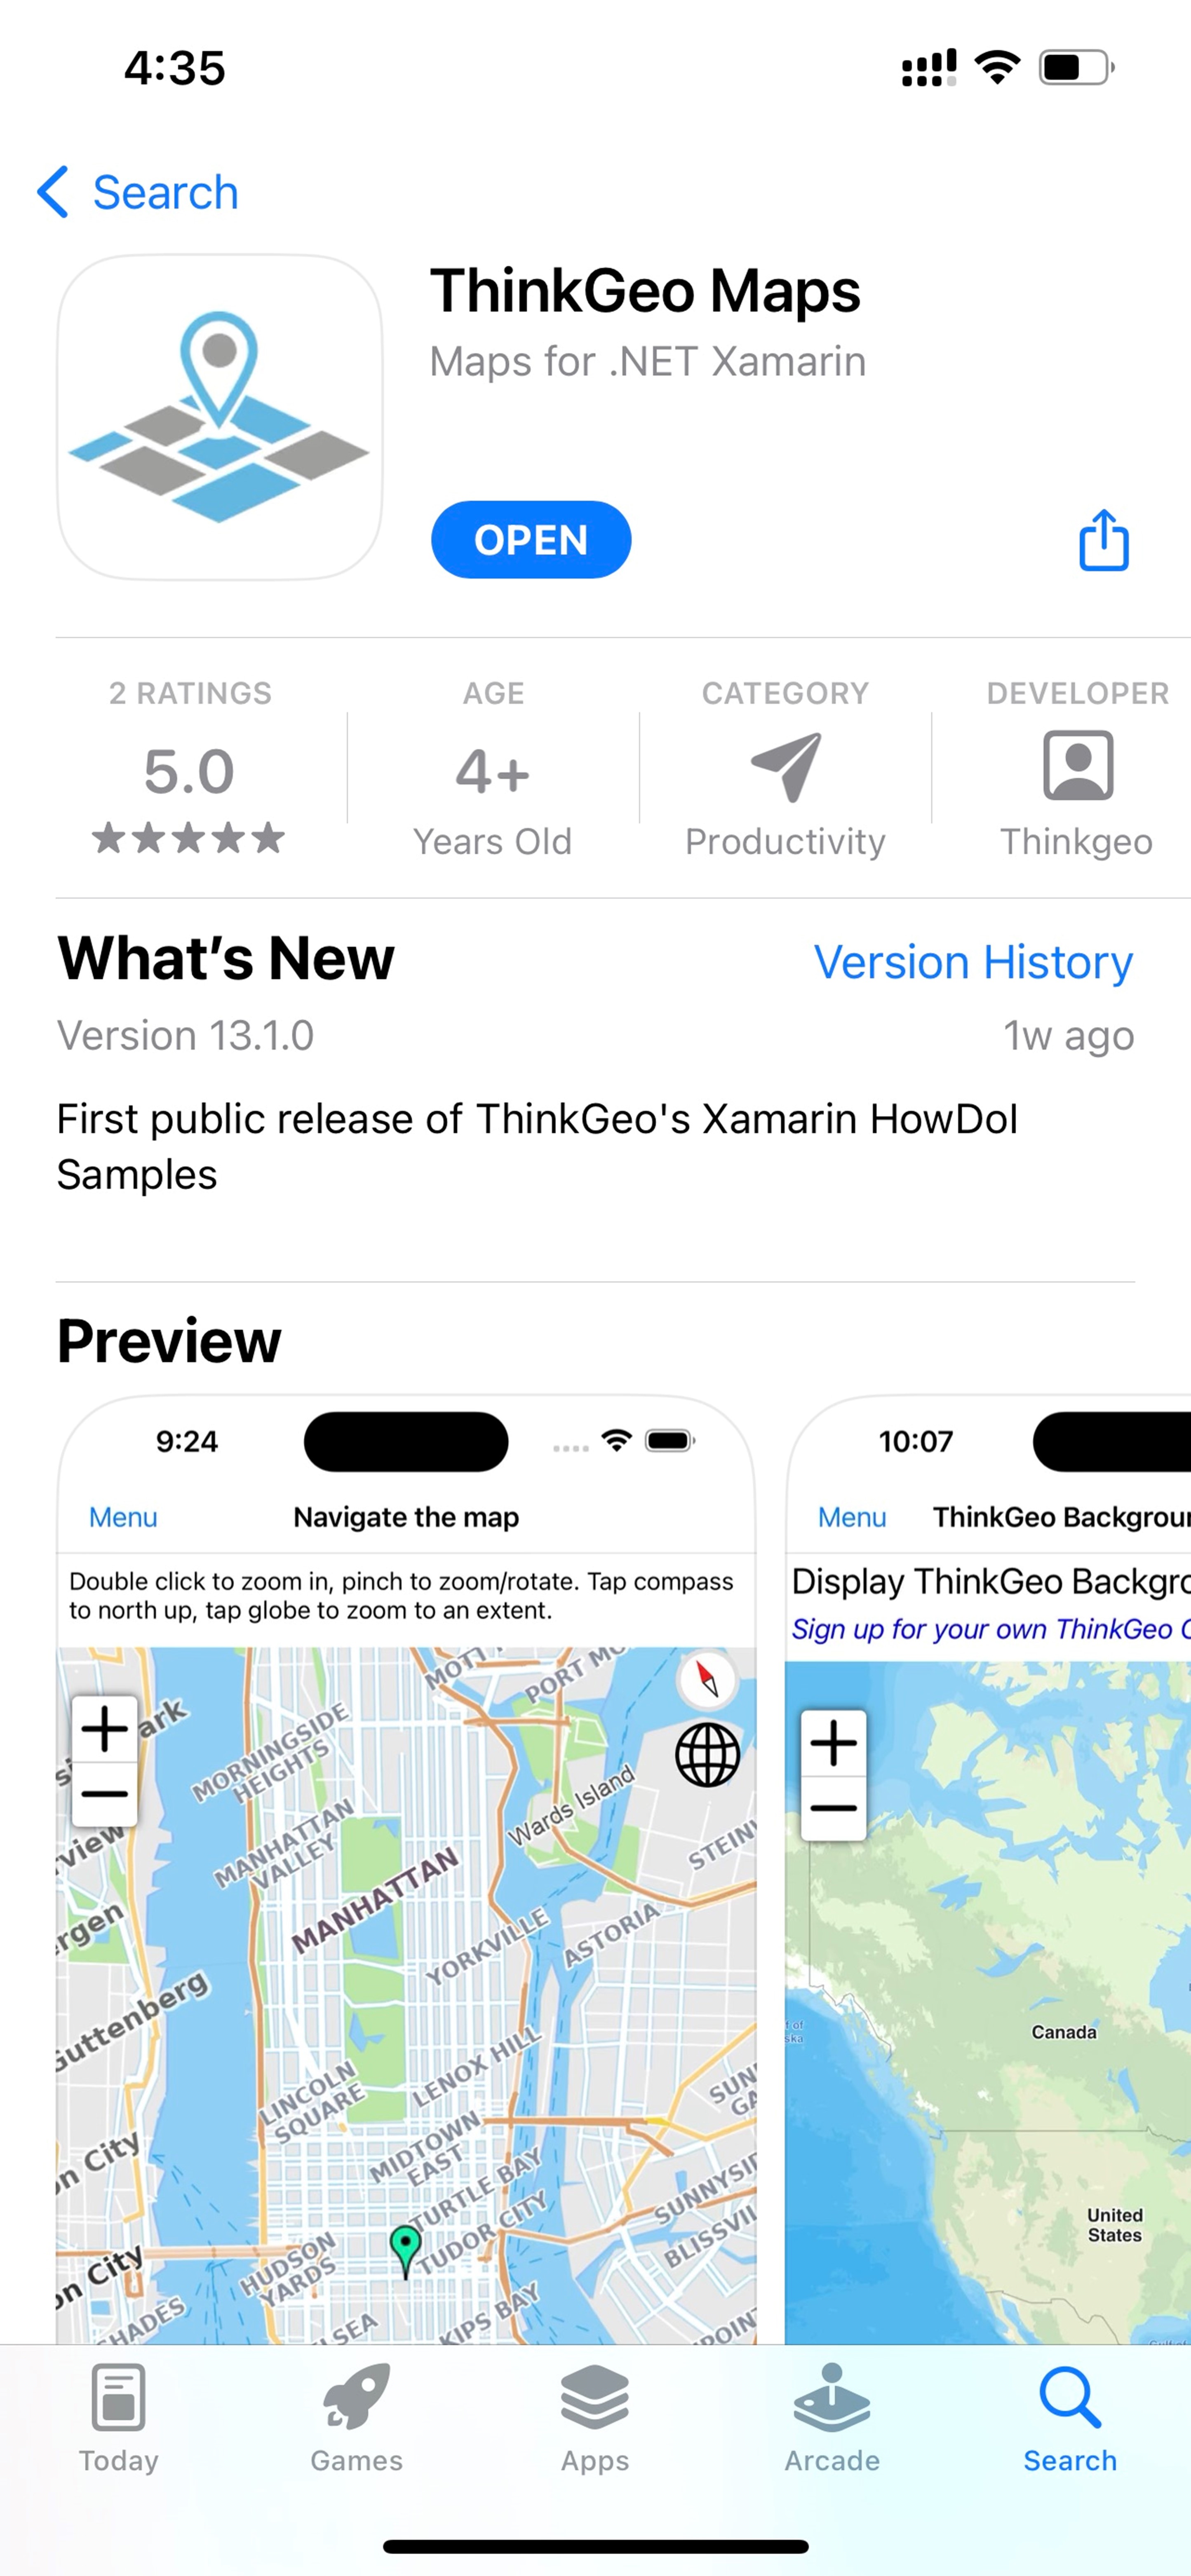 4:35
Search
ThinkGeo Maps
Maps for .NET Xamarin
OPEN
2 RATINGS
5.0
AGE
4+
Years Old
CATEGORY
Productivity
DEVELOPER
Thinkgeo
What's New
Version History
Version 13.1.0
1w ago
First public release of ThinkGeo's Xamarin HowDoI
Samples
Preview
9:24
Menu
Navigate the map
Double click to zoom in, pinch to zoom/rotate. Tap compass
to north up, tap globe to zoom to an extent.
PORT
MORNINGSIDE
HEIGHTS
MANHATTAN
VALLEY
MANHATTAN
Wards Island
YORKVILLE
ASTORIA
Guttenberg
LENOX HILL
LINCOLN
SQUARE
MIDTOWN
EAST
TURTLE BAY
TUDOR CITY
City
HUDSON
YARDS
City
KIPS BAY
10:07
Menu
ThinkGeo
Display ThinkGeo
Sign up for your own ThinkGeo
Canada
United
States
Today
Games
Apps
Arcade
Search